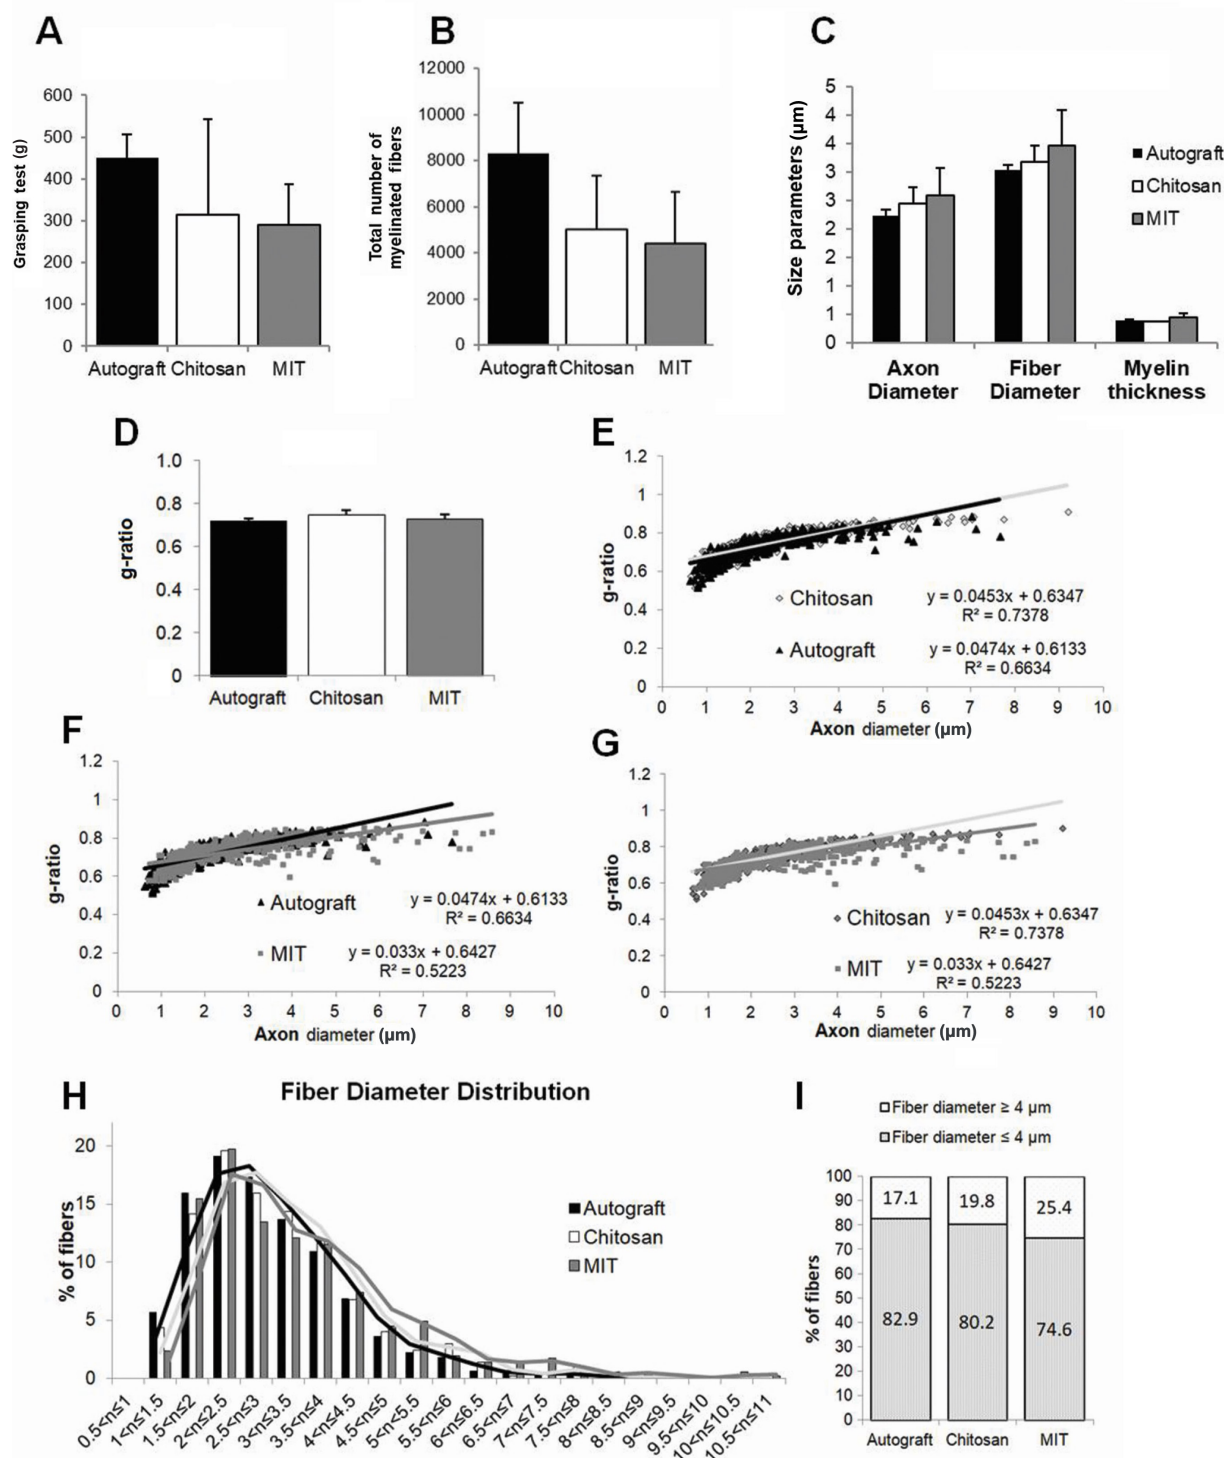 A
B
C
Grasping test (g)
600
500
400
300
200
100
0
Autograft Chitosan MIT
Total number of
myelinated fibers
12000
10000
8000
6000
4000
2000
0
Autograft Chitosan MIT
Size parameters (µm)
5
4
4
3
3
2
2
1
1
0
Axon
Diameter
Fiber
Diameter
Myelin
thickness
Autograft
Chitosan
MIT
D
g-ratio
1.0
0.8
0.6
0.4
0.2
0
Autograft Chitosan MIT
E
g-ratio
1.2
1
0.8
0.6
0.4
0.2
0
Chitosan y = 0.0453x + 0.6347
R² = 0.7378
Autograft y = 0.0474x + 0.6133
R² = 0.6634
0 1 2 3 4 5 6 7 8 9 10
Axon diameter (µm)
F
g-ratio
1.2
1
0.8
0.6
0.4
0.2
0
Autograft y = 0.0474x + 0.6133
R² = 0.6634
MIT y = 0.033x + 0.6427
R² = 0.5223
0 1 2 3 4 5 6 7 8 9 10
Axon diameter (µm)
G
g-ratio
1.2
1
0.8
0.6
0.4
0.2
0
Chitosan y = 0.0453x + 0.6347
R² = 0.7378
MIT y = 0.033x + 0.6427
R² = 0.5223
0 1 2 3 4 5 6 7 8 9 10
Axon diameter (µm)
H
Fiber Diameter Distribution
% of fibers
20
15
10
5
0
Autograft
Chitosan
MIT
0.5<n≤1
1<n≤1.5
1.5<n≤2
2<n≤2.5
2.5<n≤3
3<n≤3.5
3.5<n≤4
4<n≤4.5
4.5<n≤5
5<n≤5.5
5.5<n≤6
6<n≤6.5
6.5<n≤7
7<n≤7.5
7.5<n≤8
8<n≤8.5
8.5<n≤9
9<n≤9.5
9.5<n≤10
10<n≤10.5
10.5<n≤11
I
Fiber diameter ≥ 4 µm
Fiber diameter ≤ 4 µm
% of fibers
100
90
80
70
60
50
40
30
20
10
0
17.1 19.8 25.4
82.9 80.2 74.6
Autograft Chitosan MIT